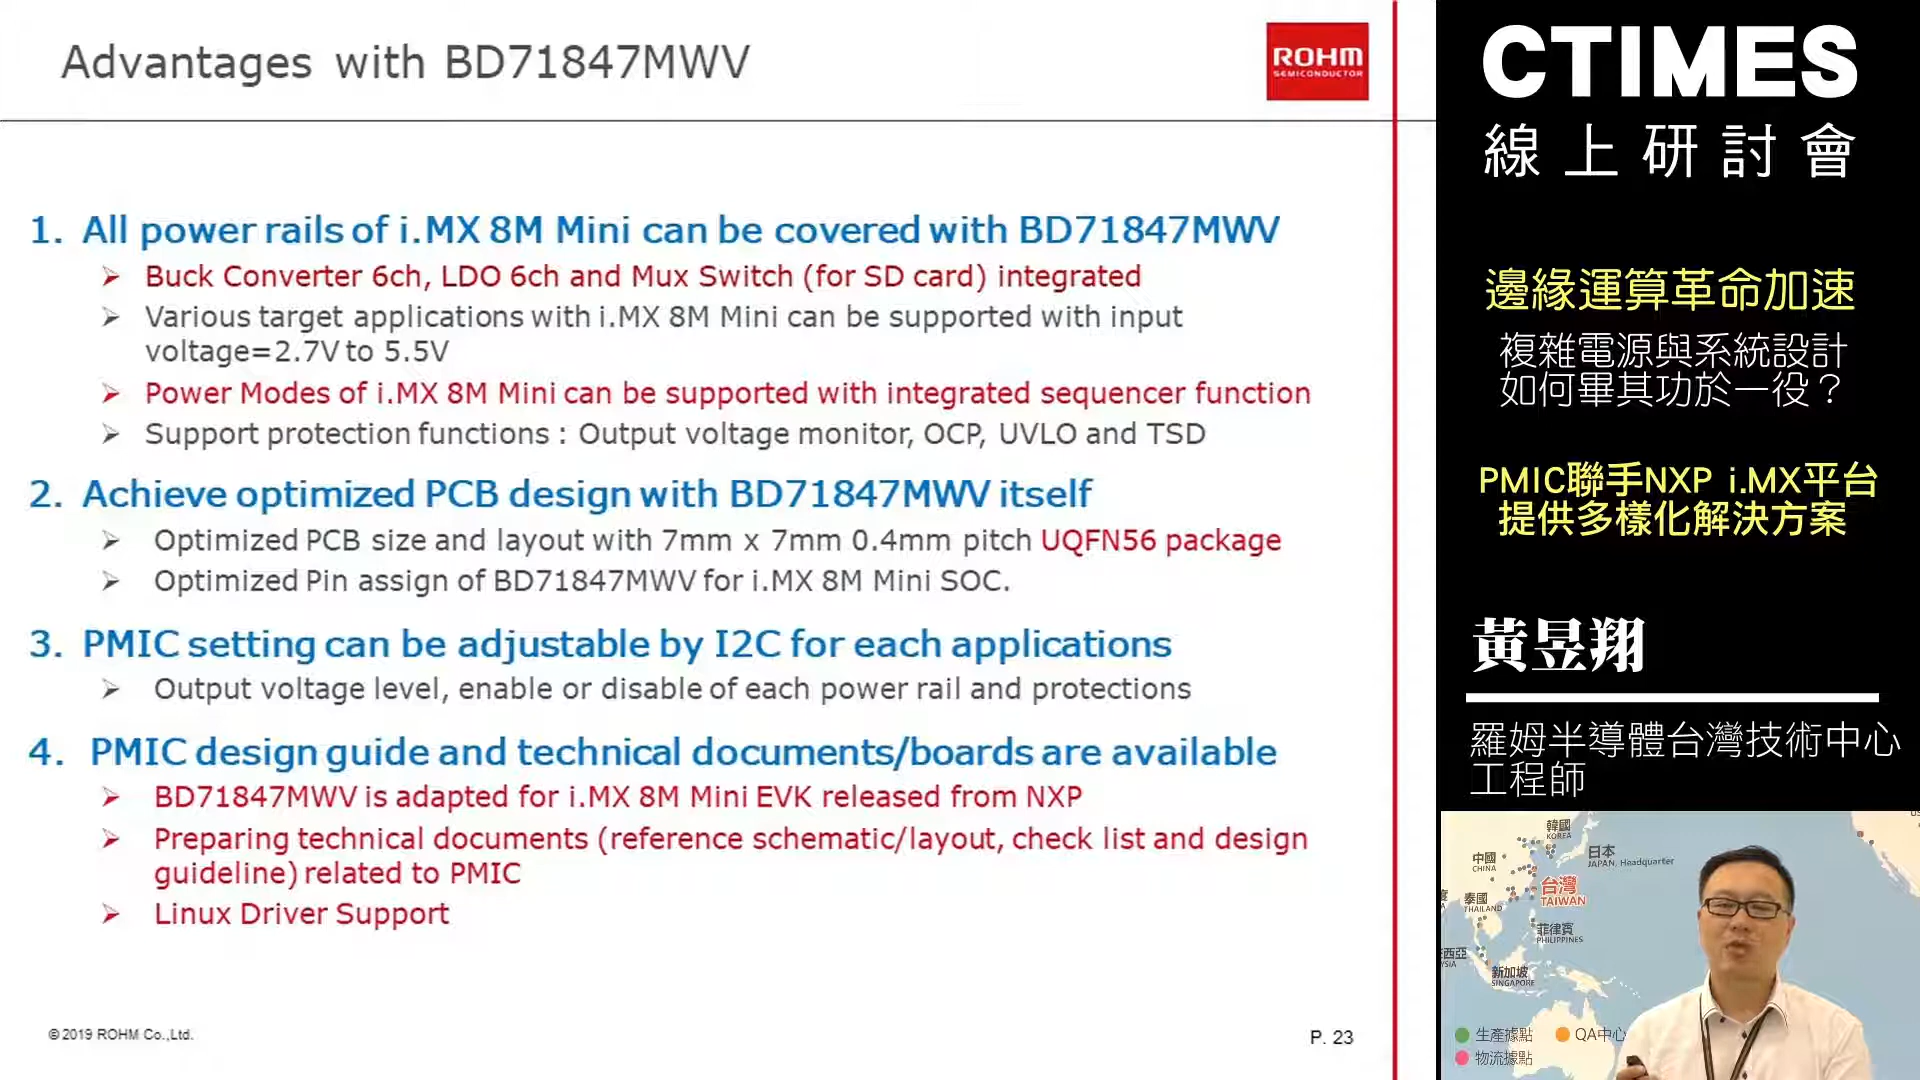 Advantages with BD71847MWV
ROHM
SEMICONDUCTOR
1. All power rails of i.MX 8M Mini can be covered with BD71847MWV
➢ Buck Converter 6ch, LDO 6ch and Mux Switch (for SD card) integrated
➢ Various target applications with i.MX 8M Mini can be supported with input
voltage=2.7V to 5.5V
➢ Power Modes of i.MX 8M Mini can be supported with integrated sequencer function
➢ Support protection functions : Output voltage monitor, OCP, UVLO and TSD
2. Achieve optimized PCB design with BD71847MWV itself
➢ Optimized PCB size and layout with 7mm x 7mm 0.4mm pitch UQFN56 package
➢ Optimized Pin assign of BD71847MWV for i.MX 8M Mini SOC.
3. PMIC setting can be adjustable by I2C for each applications
➢ Output voltage level, enable or disable of each power rail and protections
4. PMIC design guide and technical documents/boards are available
➢ BD71847MWV is adapted for i.MX 8M Mini EVK released from NXP
➢ Preparing technical documents (reference schematic/layout, check list and design
guideline) related to PMIC
➢ Linux Driver Support
© 2019 ROHM Co.,Ltd.
P. 23
CTIMES
線上研討會
邊緣運算革命加速
複雜電源與系統設計
如何畢其功於一役？
PMIC聯手NXP i.MX平台
提供多樣化解決方案
黃昱翔
羅姆半導體台灣技術中心
工程師
韓國
KOREA
日本
JAPAN, Headquarter
中國
CHINA
台灣
TAIWAN
泰國
THAILAND
菲律賓
PHILIPPINES
西亞
新加坡
SINGAPORE
生產據點
QA中心
物流據點